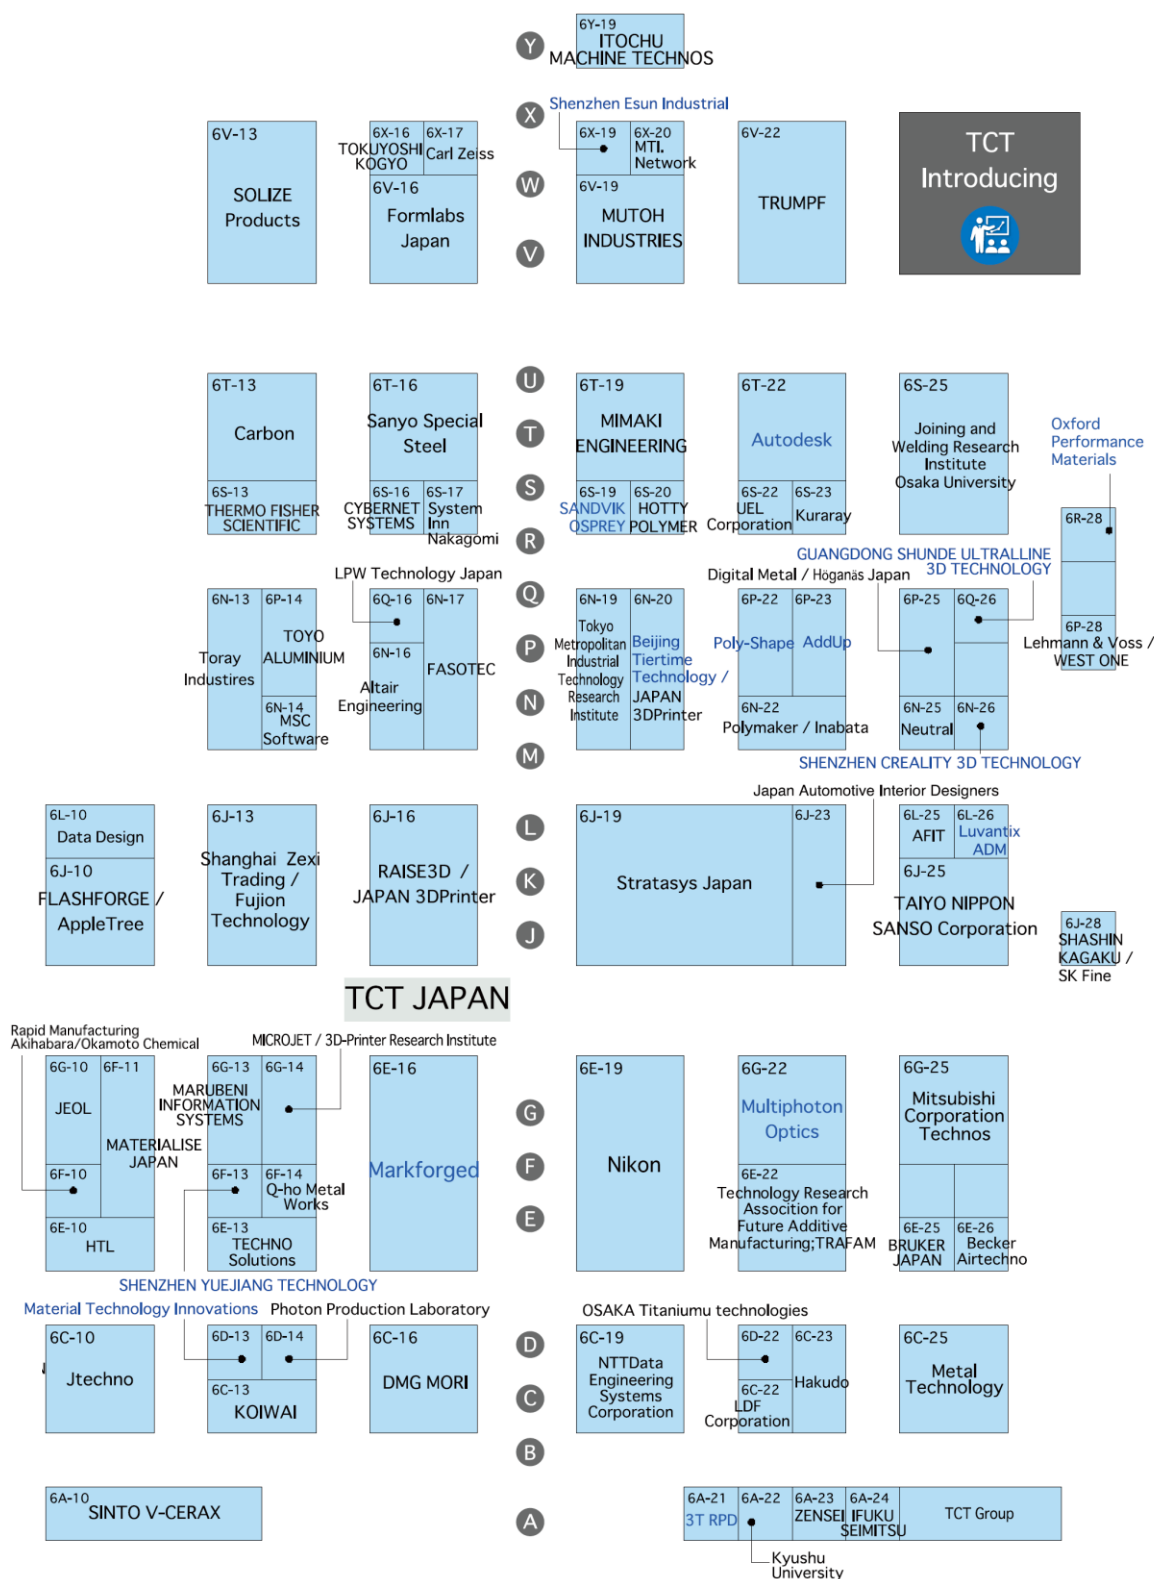 Y
6Y-19
ITOCHU
MACHINE TECHNOS
X
Shenzhen Esun Industrial
6V-13
SOLIZE
Products
6X-16
TOKUYOSHI
KOGYO
6X-17
Carl Zeiss
6V-16
Formlabs
Japan
W
V
6X-19
6X-20
MTI.
Network
6V-19
MUTOH
INDUSTRIES
6V-22
TRUMPF
TCT
Introducing
U
T
S
R
6T-13
Carbon
6S-13
THERMO FISHER
SCIENTIFIC
6T-16
Sanyo Special
Steel
6S-16
CYBERNET
SYSTEMS
6S-17
System
Inn
Nakagomi
6T-19
MIMAKI
ENGINEERING
6S-19
SANDVIK
OSPREY
6S-20
HOTTY
POLYMER
6T-22
Autodesk
6S-22
UEL
Corporation
6S-23
Kuraray
6S-25
Joining and
Welding Research
Institute
Osaka University
Oxford
Performance
Materials
6R-28
6P-28
Lehmann & Voss /
WEST ONE
GUANGDONG SHUNDE ULTRALLINE
3D TECHNOLOGY
Digital Metal / Höganäs Japan
LPW Technology Japan
Q
P
N
M
6N-13
Toray
Industires
6P-14
TOYO
ALUMINIUM
6N-14
MSC
Software
6Q-16
6N-16
Altair
Engineering
6N-17
FASOTEC
6N-19
Tokyo
Metropolitan
Industrial
Technology
Research
Institute
6N-20
Beijing
Tiertime
Technology /
JAPAN
3DPrinter
6P-22
Poly-Shape
6P-23
AddUp
6N-22
Polymaker / Inabata
6P-25
6Q-26
6N-25
Neutral
6N-26
SHENZHEN CREALITY 3D TECHNOLOGY
Japan Automotive Interior Designers
L
K
J
6L-10
Data Design
6J-10
FLASHFORGE /
AppleTree
6J-13
Shanghai Zexi
Trading /
Fujion
Technology
6J-16
RAISE3D /
JAPAN 3DPrinter
6J-19
Stratasys Japan
6J-23
6L-25
AFIT
6L-26
Luvantix
ADM
6J-25
TAIYO NIPPON
SANSO Corporation
6J-28
SHASHIN
KAGAKU /
SK Fine
TCT JAPAN
Rapid Manufacturing
Akihabara/Okamoto Chemical
MICROJET / 3D-Printer Research Institute
G
F
E
6G-10
JEOL
6F-11
MATERIALISE
JAPAN
6F-10
6E-10
HTL
6G-13
MARUBENI
INFORMATION
SYSTEMS
6G-14
6F-13
6F-14
Q-ho Metal
Works
6E-13
TECHNO
Solutions
6E-16
Markforged
6E-19
Nikon
6G-22
Multiphoton
Optics
6E-22
Technology Research
Assocition for
Future Additive
Manufacturing;TRAFAM
6G-25
Mitsubishi
Corporation
Technos
6E-25
BRUKER
JAPAN
6E-26
Becker
Airtechno
SHENZHEN YUEJIANG TECHNOLOGY
Material Technology Innovations
Photon Production Laboratory
OSAKA Titaniumu technologies
D
C
B
6C-10
Jtechno
6D-13
6D-14
6C-13
KOIWAI
6C-16
DMG MORI
6C-19
NTTData
Engineering
Systems
Corporation
6D-22
6C-22
LDF
Corporation
6C-23
Hakudo
6C-25
Metal
Technology
A
6A-10
SINTO V-CERAX
6A-21
3T RPD
6A-22
6A-23
ZENSEI
6A-24
IFUKU
SEIMITSU
TCT Group
Kyushu
University